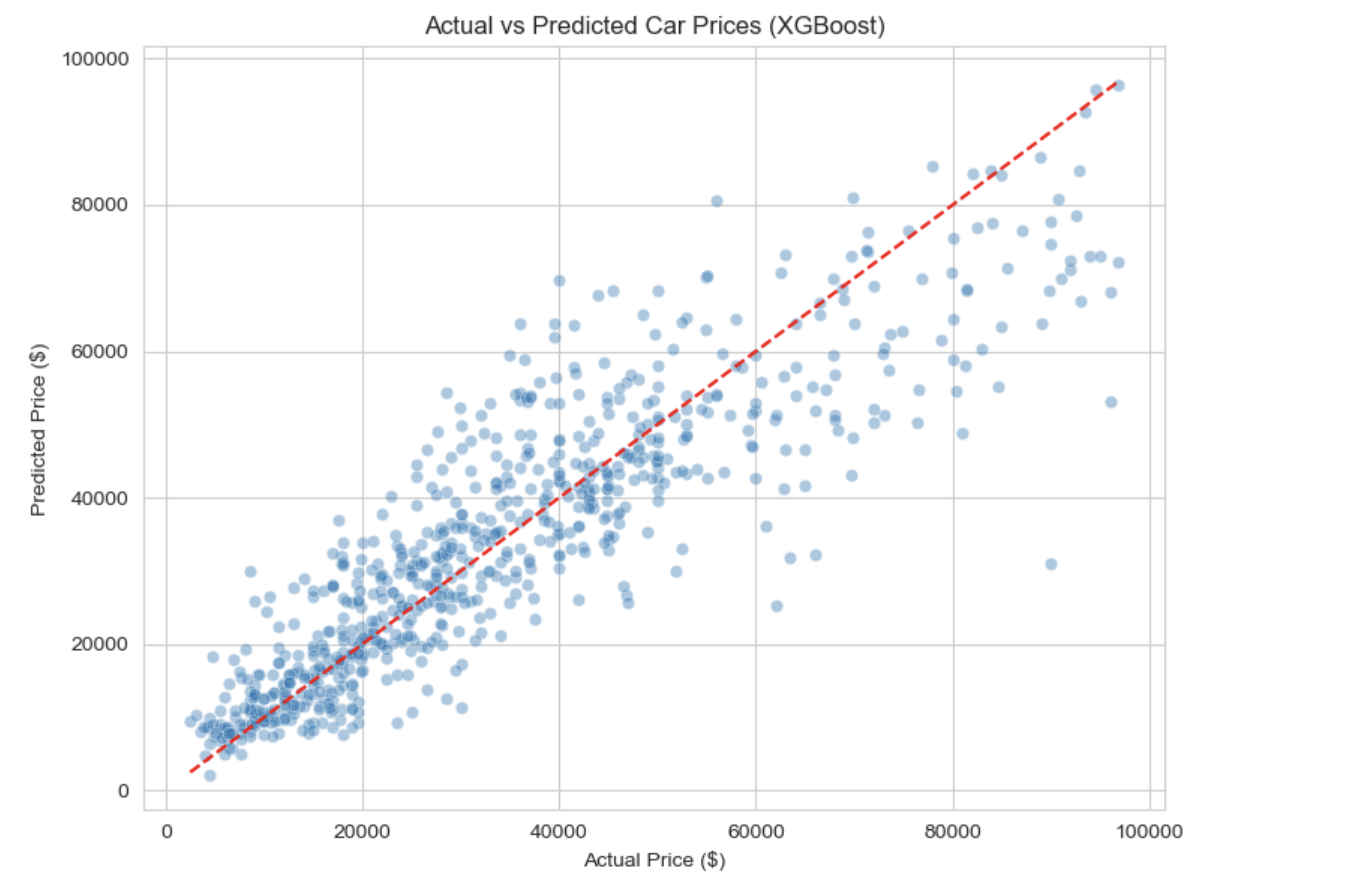 Actual vs Predicted Car Prices (XGBoost)
100000
80000
60000
40000
20000
0
Predicted Price ($)
0 20000 40000 60000 80000 100000
Actual Price ($)